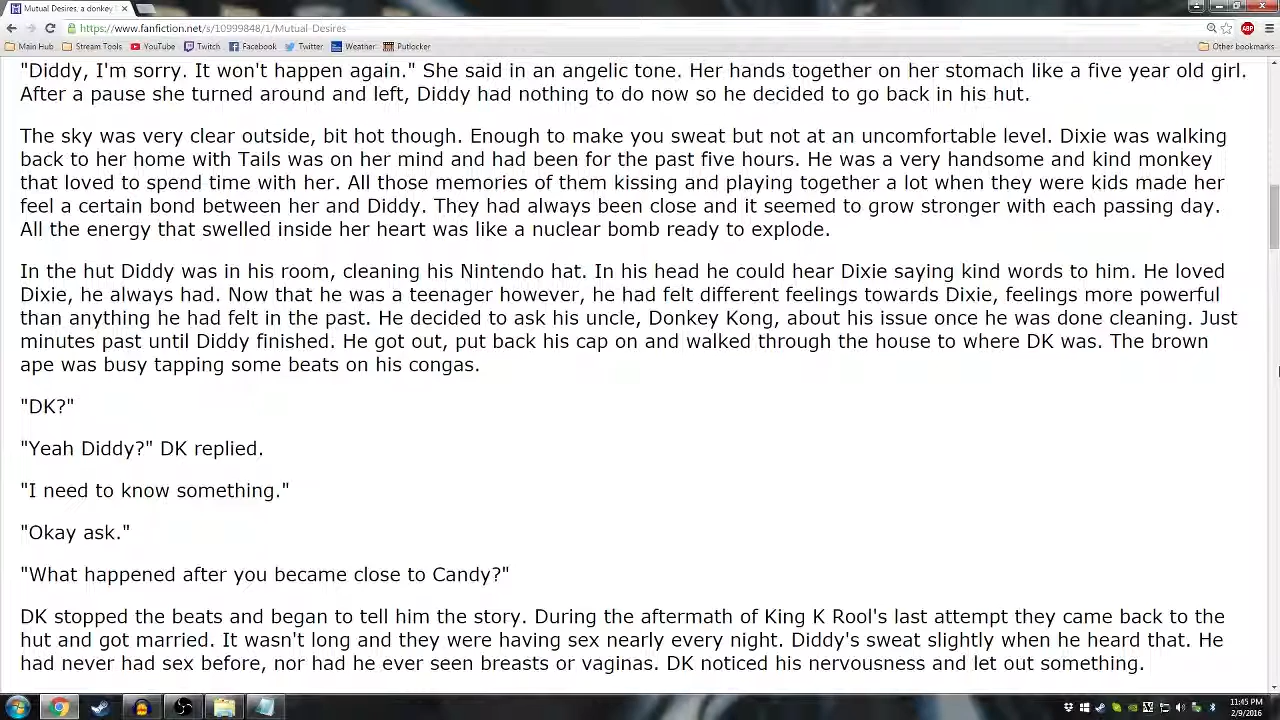 Mutual Desires, a donkey
https://www.fanfiction.net/s/10999848/1/Mutual-Desires
Main Hub Stream Tools YouTube Twitch Facebook Twitter Weather Putlocker Other bookmarks
"Diddy, I'm sorry. It won't happen again." She said in an angelic tone. Her hands together on her stomach like a five year old girl.
After a pause she turned around and left, Diddy had nothing to do now so he decided to go back in his hut.
The sky was very clear outside, bit hot though. Enough to make you sweat but not at an uncomfortable level. Dixie was walking
back to her home with Tails was on her mind and had been for the past five hours. He was a very handsome and kind monkey
that loved to spend time with her. All those memories of them kissing and playing together a lot when they were kids made her
feel a certain bond between her and Diddy. They had always been close and it seemed to grow stronger with each passing day.
All the energy that swelled inside her heart was like a nuclear bomb ready to explode.
In the hut Diddy was in his room, cleaning his Nintendo hat. In his head he could hear Dixie saying kind words to him. He loved
Dixie, he always had. Now that he was a teenager however, he had felt different feelings towards Dixie, feelings more powerful
than anything he had felt in the past. He decided to ask his uncle, Donkey Kong, about his issue once he was done cleaning. Just
minutes past until Diddy finished. He got out, put back his cap on and walked through the house to where DK was. The brown
ape was busy tapping some beats on his congas.
"DK?"
"Yeah Diddy?" DK replied.
"I need to know something."
"Okay ask."
"What happened after you became close to Candy?"
DK stopped the beats and began to tell him the story. During the aftermath of King K Rool's last attempt they came back to the
hut and got married. It wasn't long and they were having sex nearly every night. Diddy's sweat slightly when he heard that. He
had never had sex before, nor had he ever seen breasts or vaginas. DK noticed his nervousness and let out something.
11:45 PM
2/9/2016